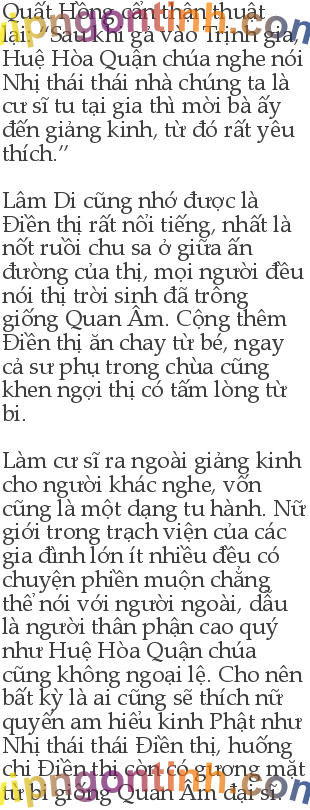 Quất Hồng cẩn thận thuật
lại, "Sau khi gả vào Trịnh gia,
Huệ Hòa Quận chúa nghe nói
Nhị thái thái nhà chúng ta là
cư sĩ tu tại gia thì mời bà ấy
đến giảng kinh, từ đó rất yêu
thích."
Lâm Di cũng nhớ được là
Điền thị rất nổi tiếng, nhất là
nốt ruồi chu sa ở giữa ấn
đường của thị, mọi người đều
nói thị trời sinh đã trông
giống Quan Âm. Cộng thêm
Điền thị ăn chay từ bé, ngay
cả sư phụ trong chùa cũng
khen ngợi thị có tấm lòng từ
bi.
Làm cư sĩ ra ngoài giảng kinh
cho người khác nghe, vốn
cũng là một dạng tu hành. Nữ
giới trong trạch viện của các
gia đình lớn ít nhiều đều có
chuyện phiền muộn chẳng
thể nói với người ngoài, dẫu
là người thân phận cao quý
như Huệ Hòa Quận chúa
cũng không ngoại lệ. Cho nên
bất kỳ là ai cũng sẽ thích nữ
quyến am hiểu kinh Phật như
Nhị thái thái Điền thị, huống
chi Điền thị còn có gương mặt
từ bi giống Quan Âm đại sĩ.